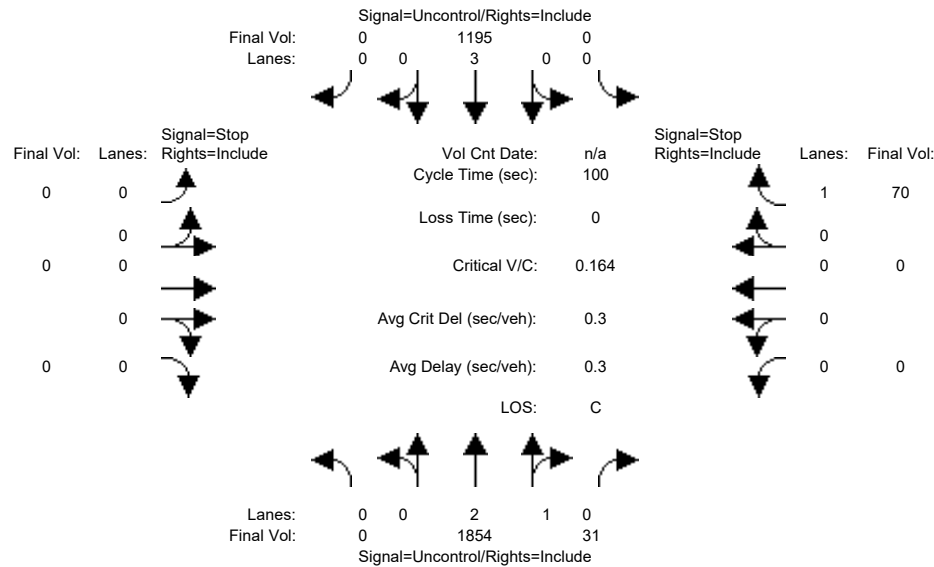 Signal=Uncontrol/Rights=Include
Final Vol: 0 1195 0
Lanes: 0 0 3 0 0
Signal=Stop
Final Vol: Lanes: Rights=Include
Vol Cnt Date: n/a
Signal=Stop
Rights=Include Lanes: Final Vol:
Cycle Time (sec): 100
0 0
1 70
Loss Time (sec): 0
0
0
0 0
Critical V/C: 0.164
0 0
0
Avg Crit Del (sec/veh): 0.3
0
0 0
Avg Delay (sec/veh): 0.3
0 0
LOS: C
Lanes: 0 0 2 1 0
Final Vol: 0 1854 31
Signal=Uncontrol/Rights=Include